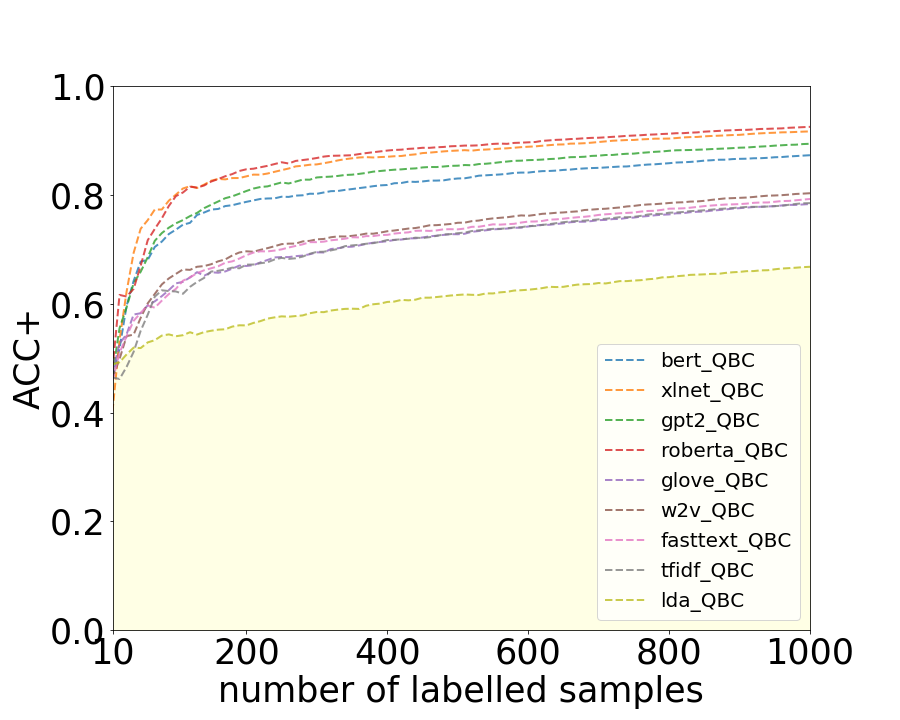 1.0
0.8
0.6
0.4
0.2
0.0
ACC+
bert_QBC
xlnet_QBC
gpt2_QBC
roberta_QBC
glove_QBC
w2v_QBC
fasttext_QBC
tfidf_QBC
lda_QBC
10 200 400 600 800 1000
number of labelled samples